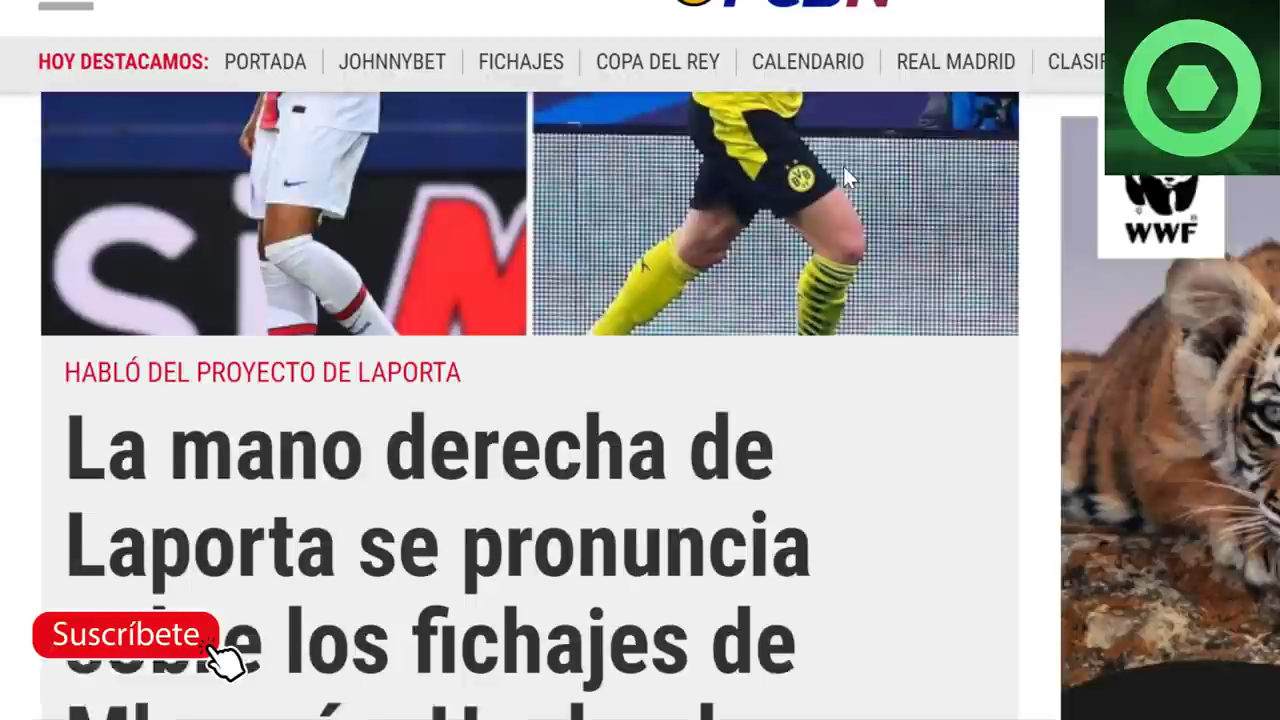 HOY DESTACAMOS: PORTADA JOHNNYBET FICHAJES COPA DEL REY CALENDARIO REAL MADRID
WWF
BVB
HABLÓ DEL PROYECTO DE LAPORTA
La mano derecha de
Laporta se pronuncia
los fichajes de
Suscríbete